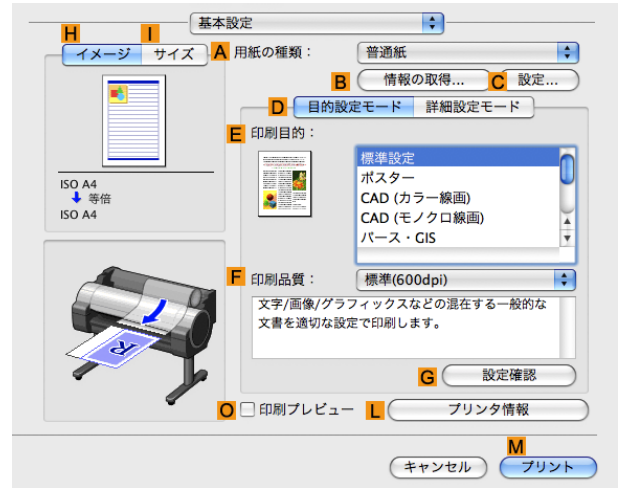 基本設定
H I
イメージ サイズ A 用紙の種類： 普通紙
B 情報の取得... C 設定...
D 目的設定モード 詳細設定モード
E 印刷目的：
標準設定
ポスター
CAD (カラー線画)
CAD (モノクロ線画)
パース・GIS
ISO A4
等倍
ISO A4
F 印刷品質： 標準(600dpi)
文字/画像/グラフィックスなどの混在する一般的な
文書を適切な設定で印刷します。
G 設定確認
O 印刷プレビュー L プリンタ情報
M
キャンセル プリント